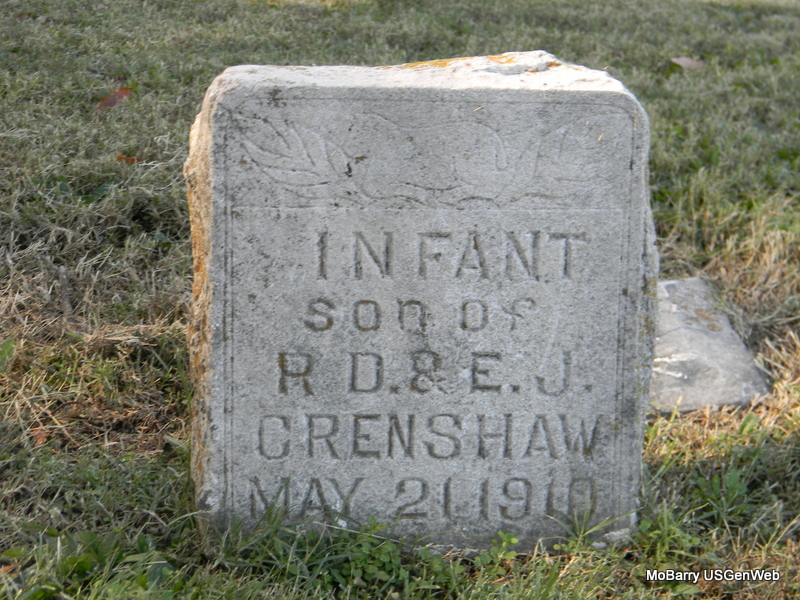 INFANT
son of
R D. & E. J.
CRENSHAW
MAY 21. 1910
MoBarry USGenWeb